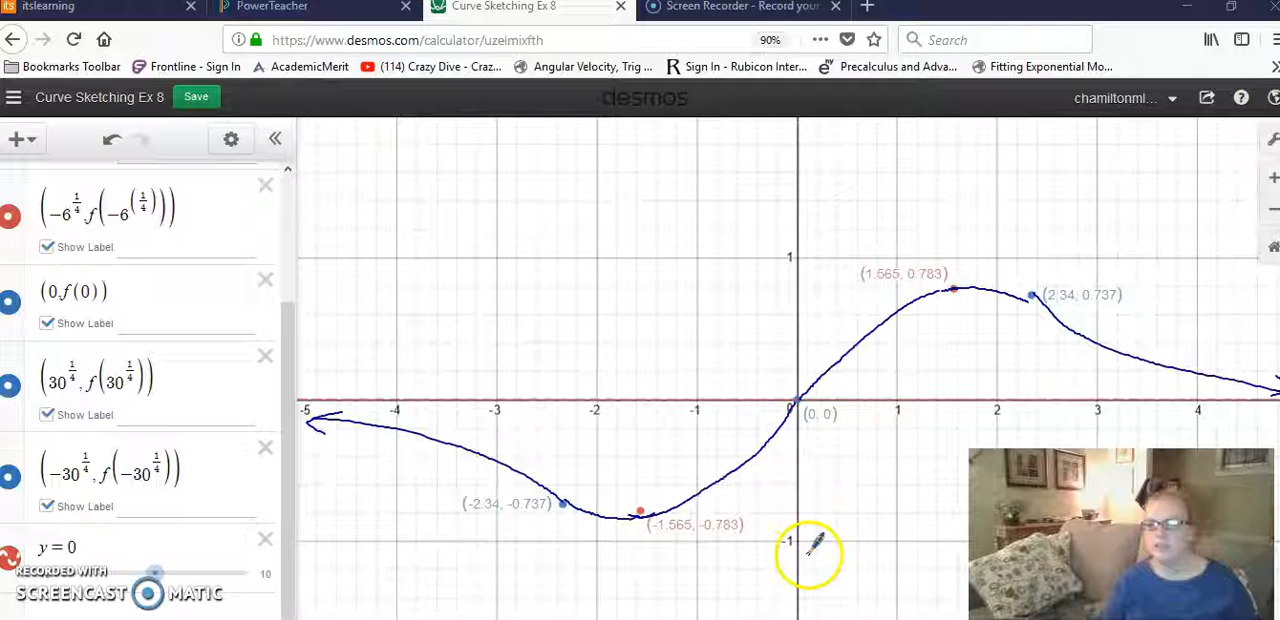 its itslearning
PowerTeacher
Curve Sketching Ex 8
Screen Recorder - Record your
https://www.desmos.com/calculator/uzeimixfth
90%
Search
Bookmarks Toolbar
Frontline - Sign In
AcademicMerit
(114) Crazy Dive - Craz...
Angular Velocity, Trig ...
Sign In - Rubicon Inter...
Precalculus and Adva...
Fitting Exponential Mo...
Curve Sketching Ex 8
Save
desmos
chamiltonml...
(-6^{1/4}, f(-6^{(1/4)}))
Show Label
(0, f(0))
Show Label
(30^{1/4}, f(30^{1/4}))
Show Label
(-30^{1/4}, f(-30^{1/4}))
Show Label
y = 0
10
RECORDED WITH
SCREENCAST MATIC
1
(1.565, 0.783)
(2.34, 0.737)
-5 -4 -3 -2 -1 0 1 2 3 4
(0, 0)
(-2.34, -0.737)
(-1.565, -0.783)
-1